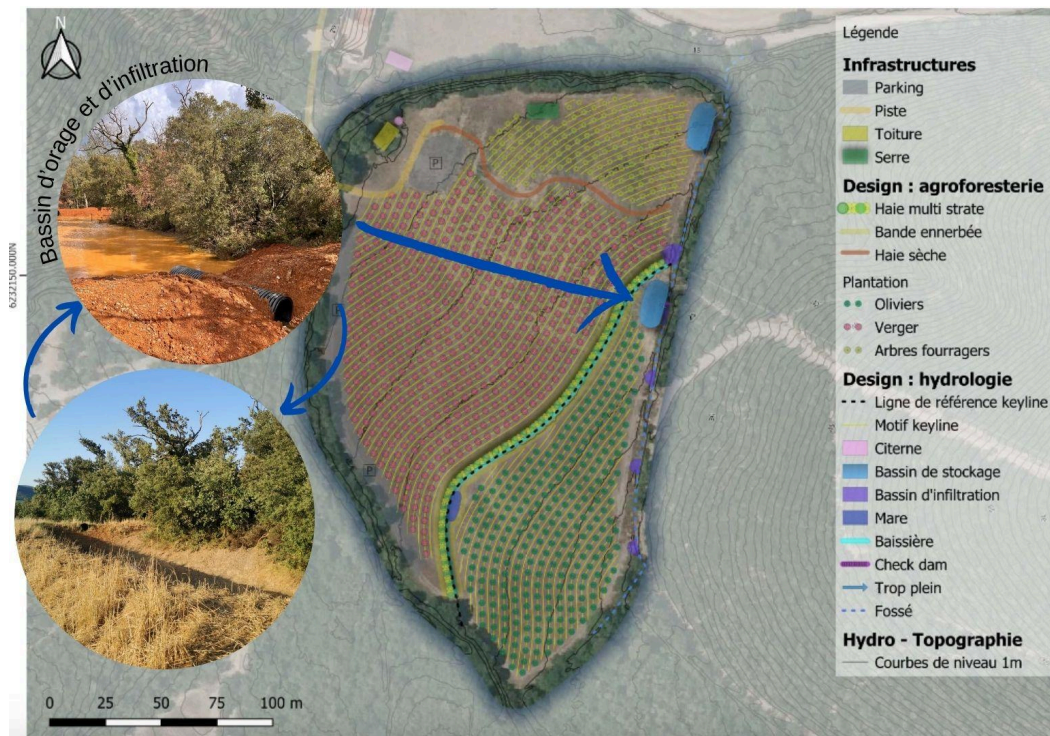 N
Bassin d'orage et d'infiltration
6232150.000N
P
P
0 25 50 75 100 m
Légende
Infrastructures
Parking
Piste
Toiture
Serre
Design : agroforesterie
Haie multi strate
Bande ennerbée
Haie sèche
Plantation
Oliviers
Verger
Arbres fourragers
Design : hydrologie
Ligne de référence keyline
Motif keyline
Citerne
Bassin de stockage
Bassin d'infiltration
Mare
Baissière
Check dam
Trop plein
Fossé
Hydro - Topographie
Courbes de niveau 1m